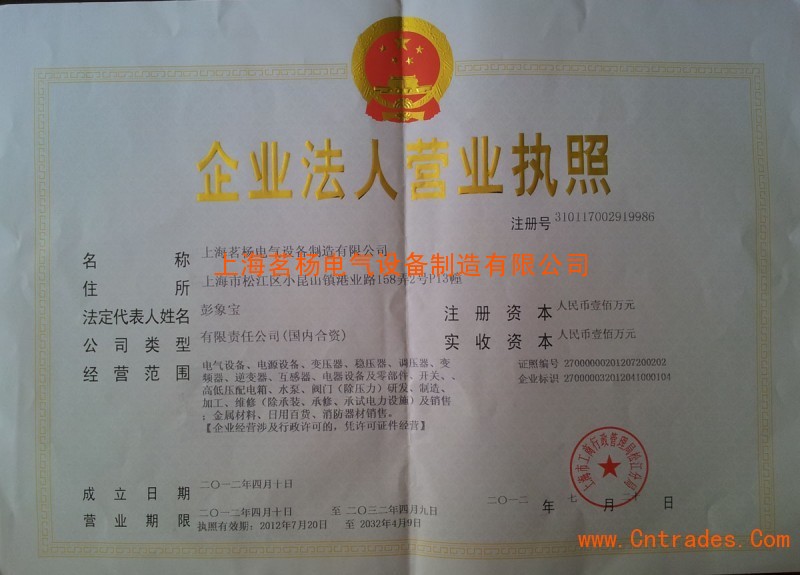 企业法人营业执照
注册号 310117002919986
名称 上海茗杨电气设备制造有限公司
上海茗杨电气设备制造有限公司
住所 上海市松江区小昆山镇港业路158弄2号P13幢
法定代表人姓名 彭象宝
注册资本 人民币壹佰万元
公司类型 有限责任公司(国内合资)
实收资本 人民币壹佰万元
经营范围 电气设备、电源设备、变压器、稳压器、调压器、变
频器、逆变器、互感器、电器设备及零部件、开关、、
高低压配电箱、水泵、阀门（除压力）研发、制造、
加工、维修（除承装、承修、承试电力设施）及销售
；金属材料、日用百货、消防器材销售。
【企业经营涉及行政许可的，凭许可证件经营】
证照编号 27000000201207200202
企业标识 270000032012041000104
上海市工商行政管理局松江分局
成立日期 二〇一二年四月十日
二〇一二 年 七 月 日
营业期限 二〇一二年四月十日 至 二〇三二年四月九日
执照有效期: 2012年7月20日 至 2032年4月9日
www.Cntrades.Com